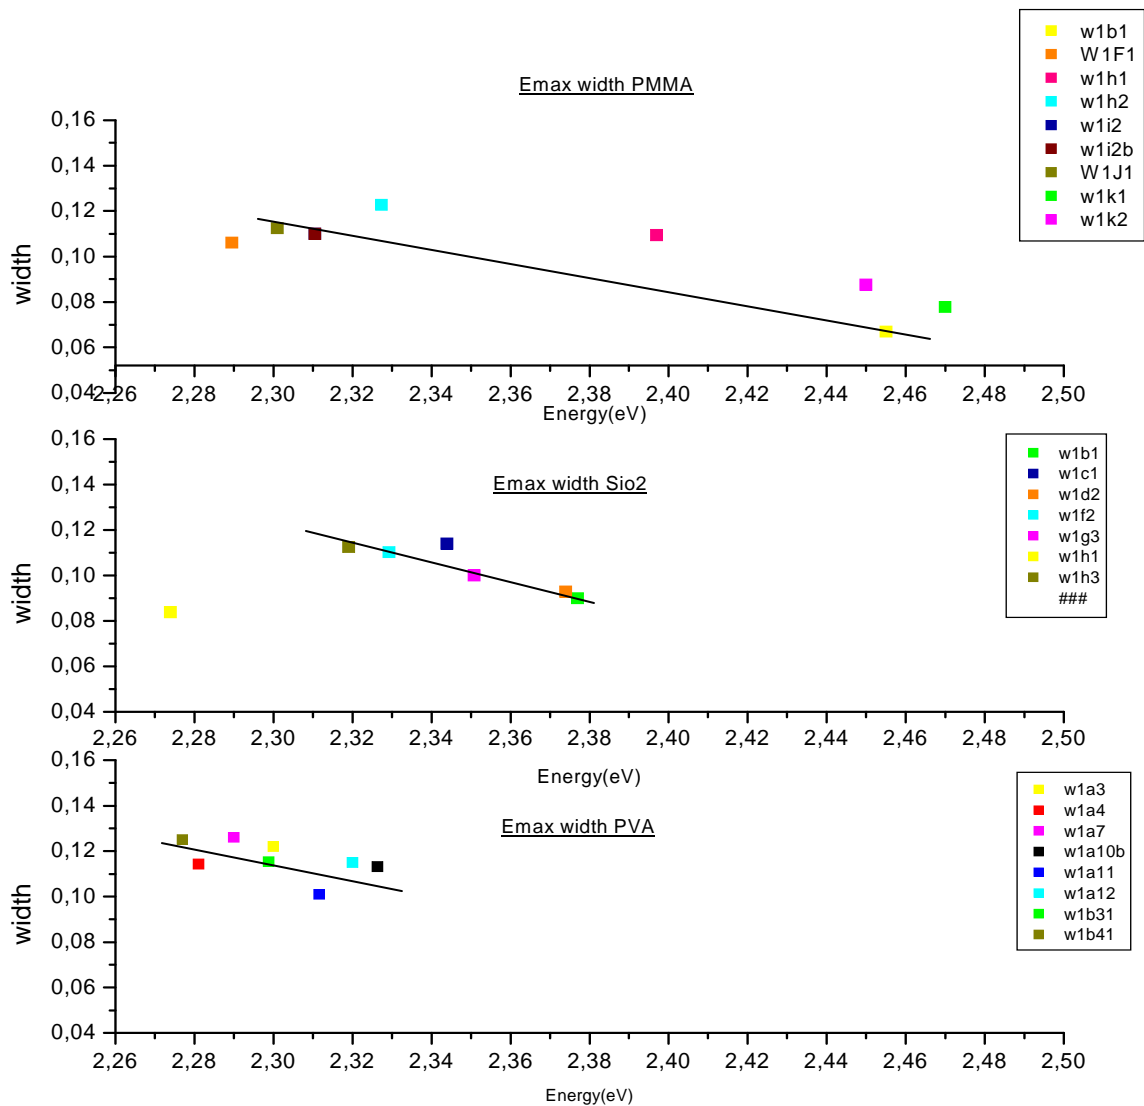 w1b1
W1F1
w1h1
w1h2
w1i2
w1i2b
W1J1
w1k1
w1k2
Emax width PMMA
0,16
0,14
0,12
0,10
0,08
0,06
0,04
width
2,26 2,28 2,30 2,32 2,34 2,36 2,38 2,40 2,42 2,44 2,46 2,48 2,50
Energy(eV)
w1b1
w1c1
w1d2
w1f2
w1g3
w1h1
w1h3
###
Emax width Sio2
0,16
0,14
0,12
0,10
0,08
0,06
0,04
width
2,26 2,28 2,30 2,32 2,34 2,36 2,38 2,40 2,42 2,44 2,46 2,48 2,50
Energy(eV)
w1a3
w1a4
w1a7
w1a10b
w1a11
w1a12
w1b31
w1b41
Emax width PVA
0,16
0,14
0,12
0,10
0,08
0,06
0,04
width
2,26 2,28 2,30 2,32 2,34 2,36 2,38 2,40 2,42 2,44 2,46 2,48 2,50
Energy(eV)